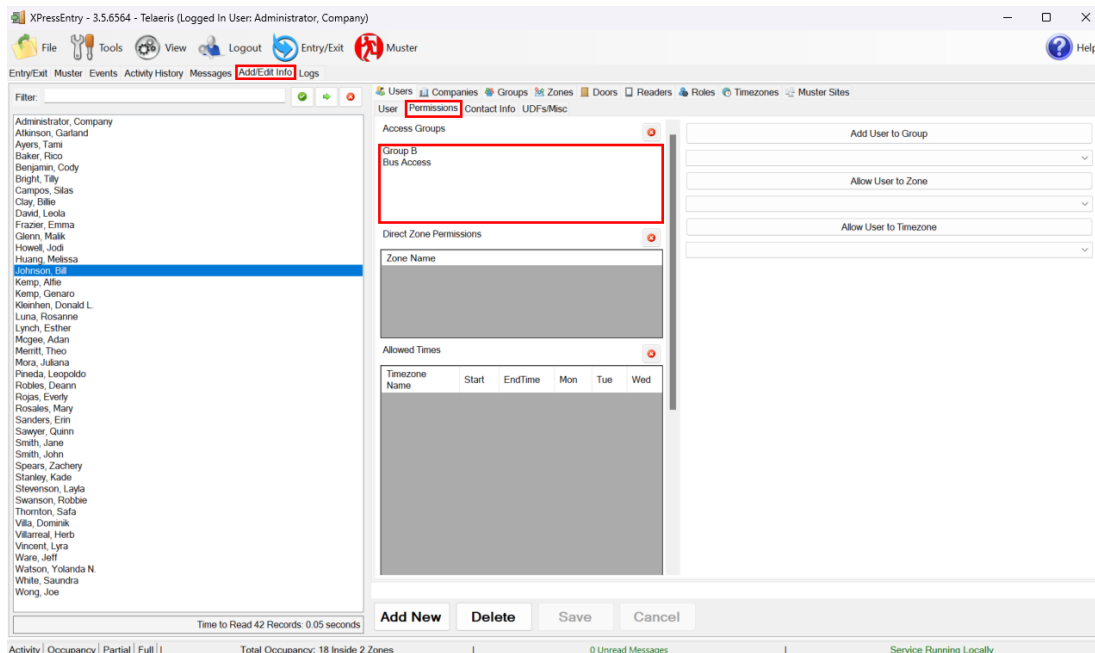 XPressEntry - 3.5.6564 - Telaeris (Logged In User: Administrator, Company)
File Tools View Logout Entry/Exit Muster Help
Entry/Exit Muster Events Activity History Messages Add/Edit Info Logs
Filter:
Administrator, Company
Atkinson, Garland
Ayers, Tami
Baker, Rico
Benjamin, Cody
Bright, Tilly
Campos, Silas
Clay, Billie
David, Leola
Frazier, Emma
Glenn, Malik
Howell, Jodi
Huang, Melissa
Johnson, Bill
Kemp, Alfie
Kemp, Genaro
Kleinhen, Donald L.
Luna, Rosanne
Lynch, Esther
Mcgee, Adan
Merritt, Theo
Mora, Juliana
Pineda, Leopoldo
Robles, Deann
Rojas, Everly
Rosales, Mary
Sanders, Erin
Sawyer, Quinn
Smith, Jane
Smith, John
Spears, Zachery
Stanley, Kade
Stevenson, Layla
Swanson, Robbie
Thornton, Safa
Villa, Dominik
Villarreal, Herb
Vincent, Lyra
Ware, Jeff
Watson, Yolanda N.
White, Saundra
Wong, Joe
Time to Read 42 Records: 0.05 seconds
Users Companies Groups Zones Doors Readers Roles Timezones Muster Sites
User Permissions Contact Info UDFs/Misc
Access Groups
Group B
Bus Access
Direct Zone Permissions
Zone Name
Allowed Times
Timezone Name Start EndTime Mon Tue Wed
Add User to Group
Allow User to Zone
Allow User to Timezone
Add New Delete Save Cancel
Activity Occupancy Partial Full Total Occupancy: 18 Inside 2 Zones 0 Unread Messages Service Running Locally